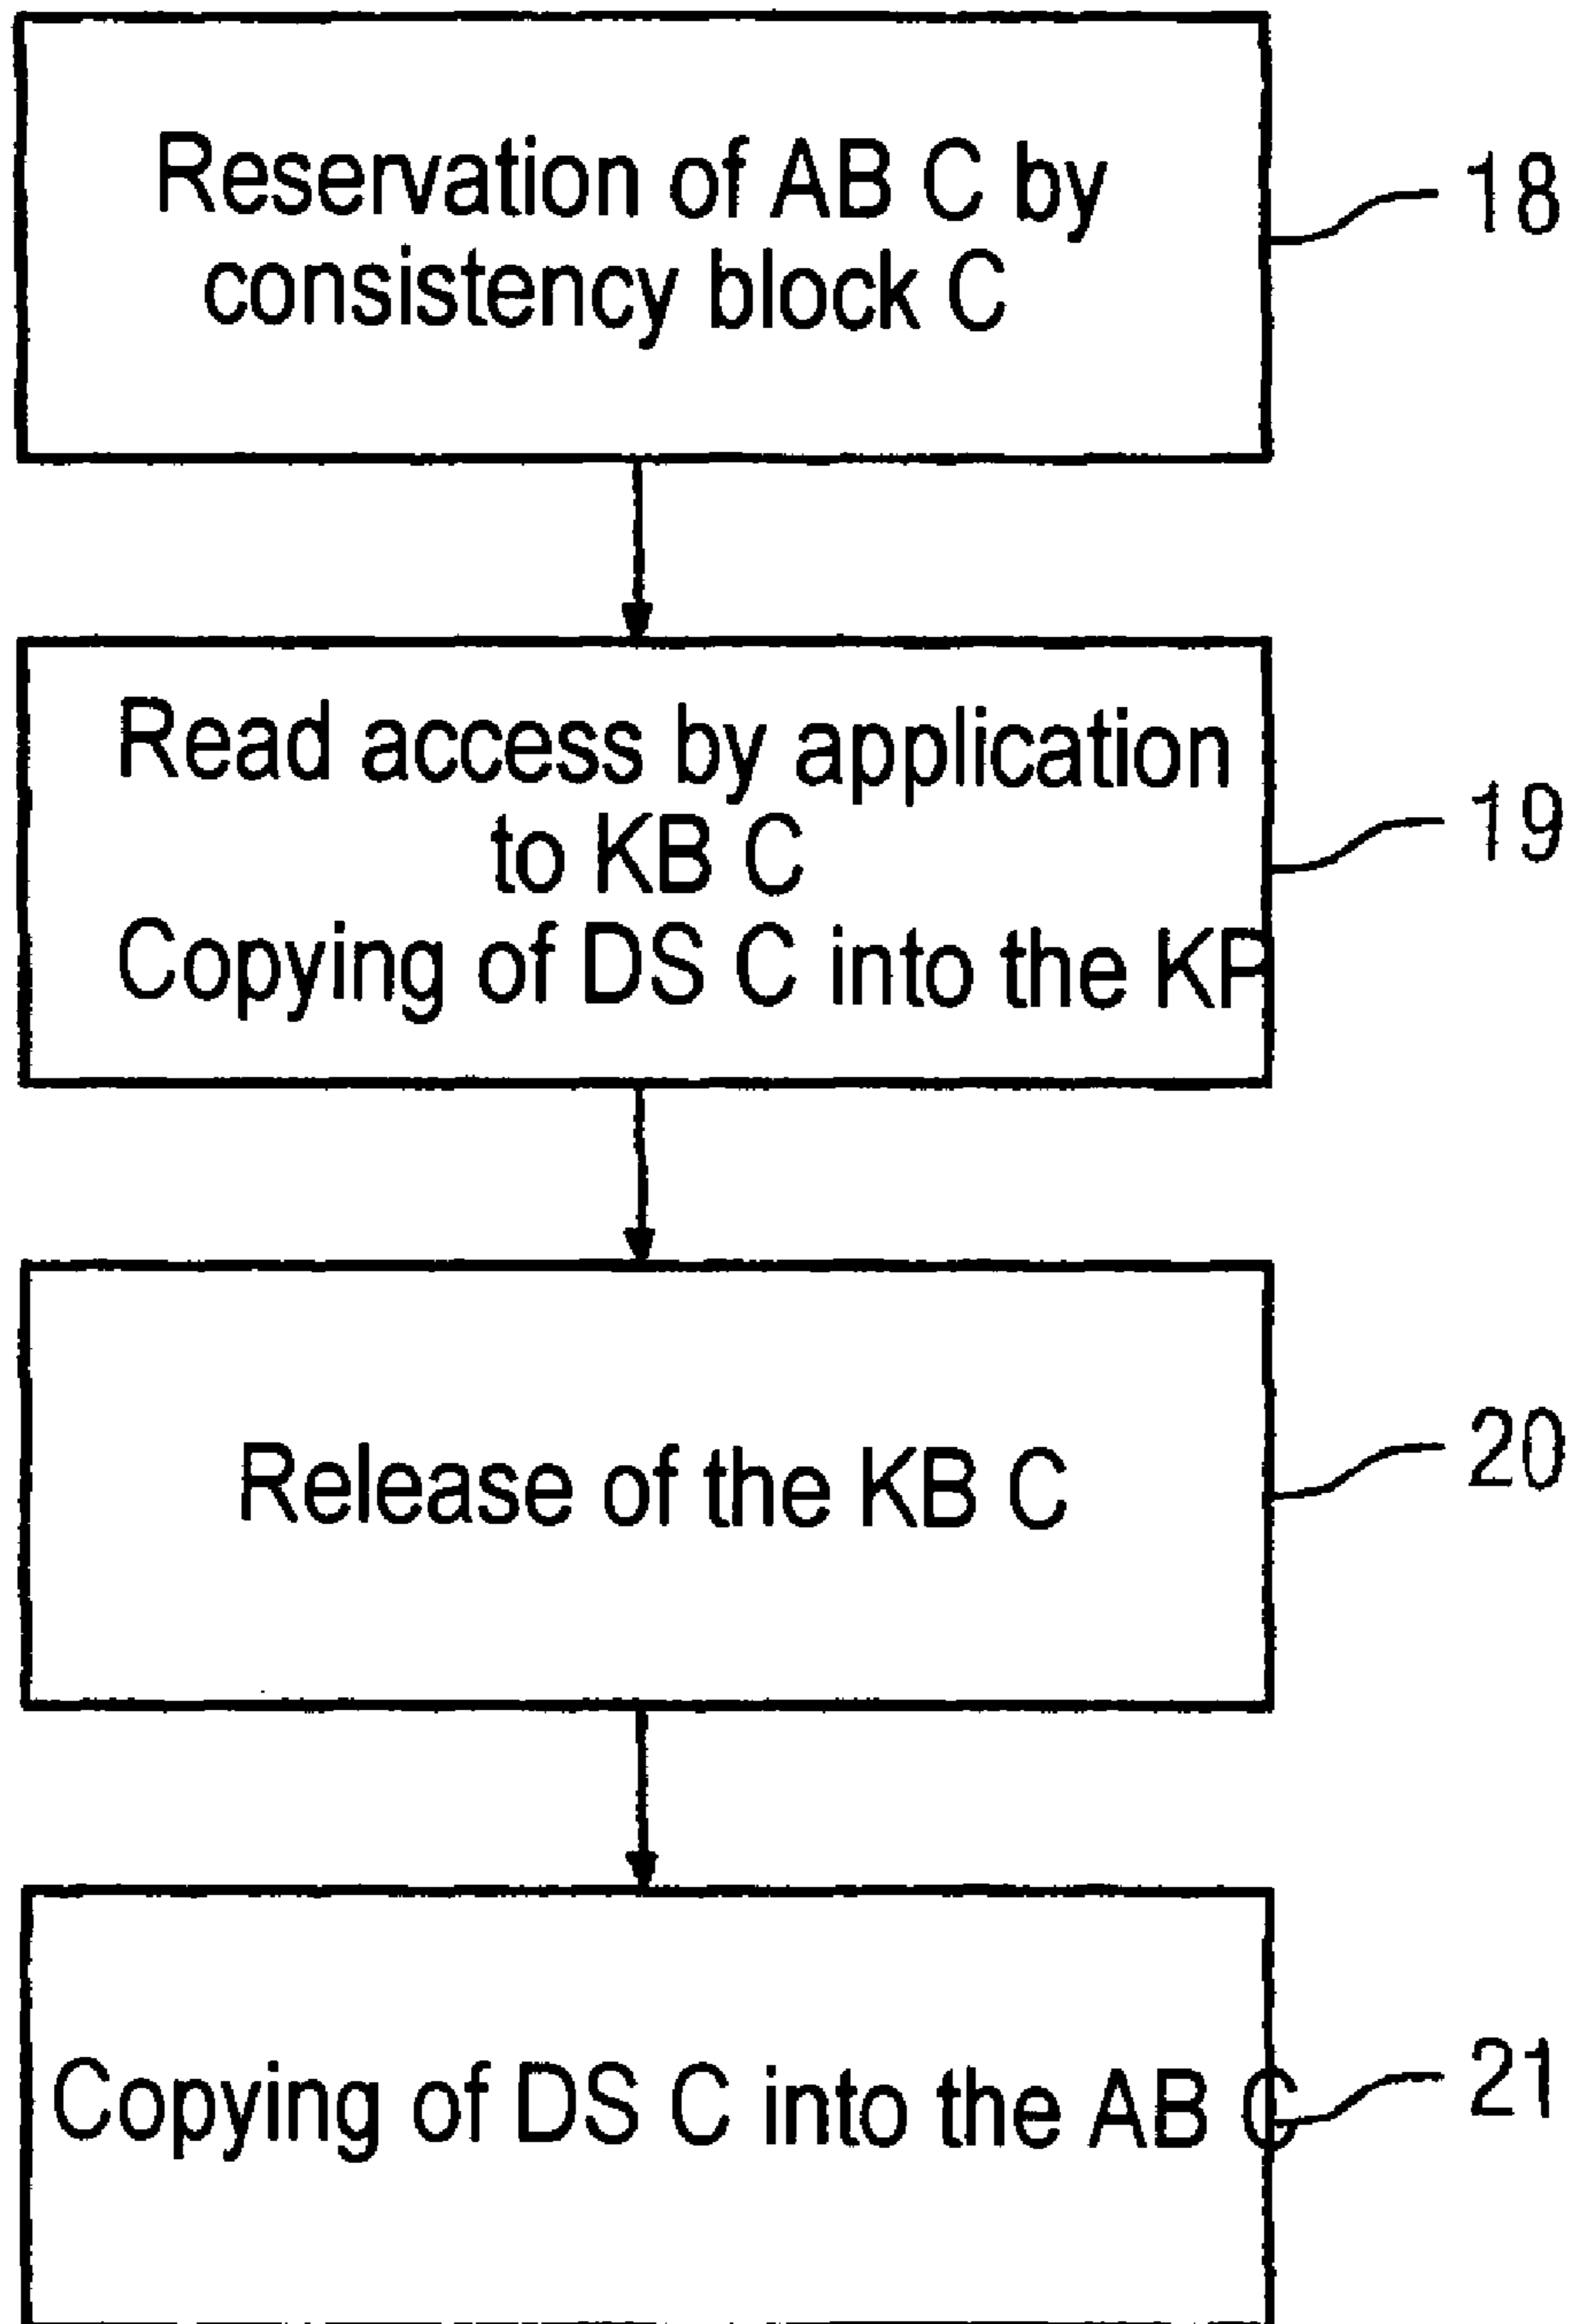 Reservation of AB C by
consistency block C
18
Read access by application
to KB C
Copying of DS C into the KP
19
Release of the KB C
20
Copying of DS C into the AB C
21